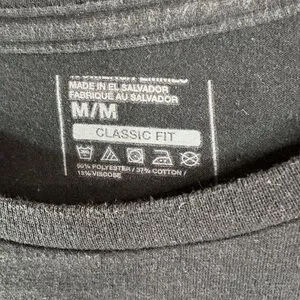 MADE IN EL SALVADOR
FABRIQUÉ AU SALVADOR
M/M
CLASSIC FIT
50% POLYESTER / 37% COTTON /
13% VISCOSE